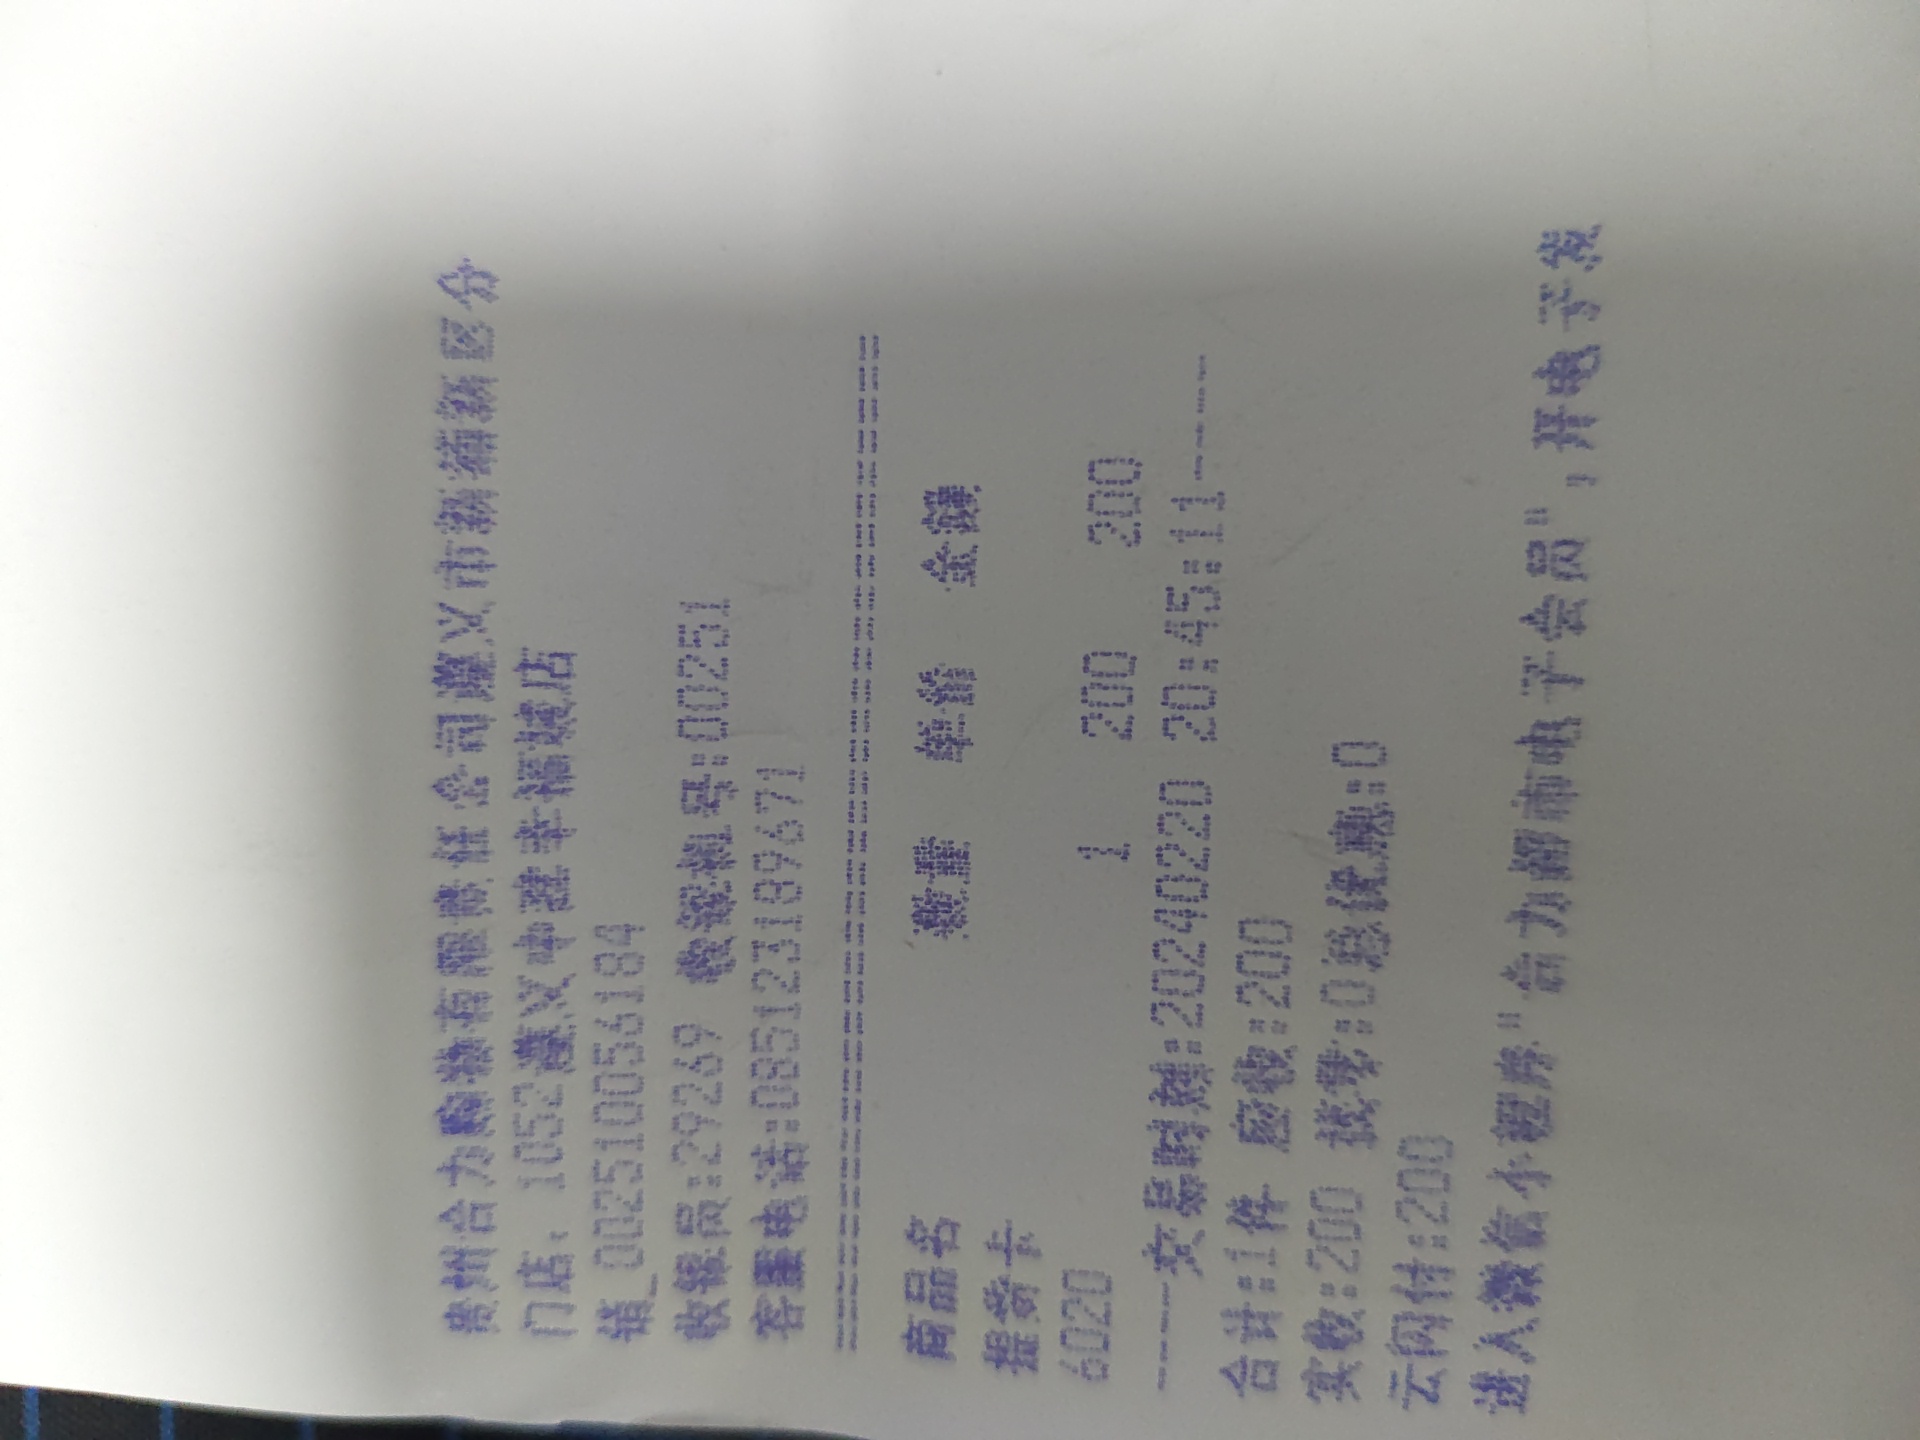 贵州合力购物有限责任公司遵义市新蒲新区分
门店: 1052遵义中建幸福城店
销_002510056184
收银员:29269 收银机号:00251
客服电话:085123189671
==========================================
商品名 数量 单价 金额
提货卡
6020 1 200 200
----交易时刻:20240220 20:45:11-----
合计:1件 应收:200
实收:200 找零:0总优惠:0
云闪付:200
进入微信小程序"合力超市电子会员",开电子发